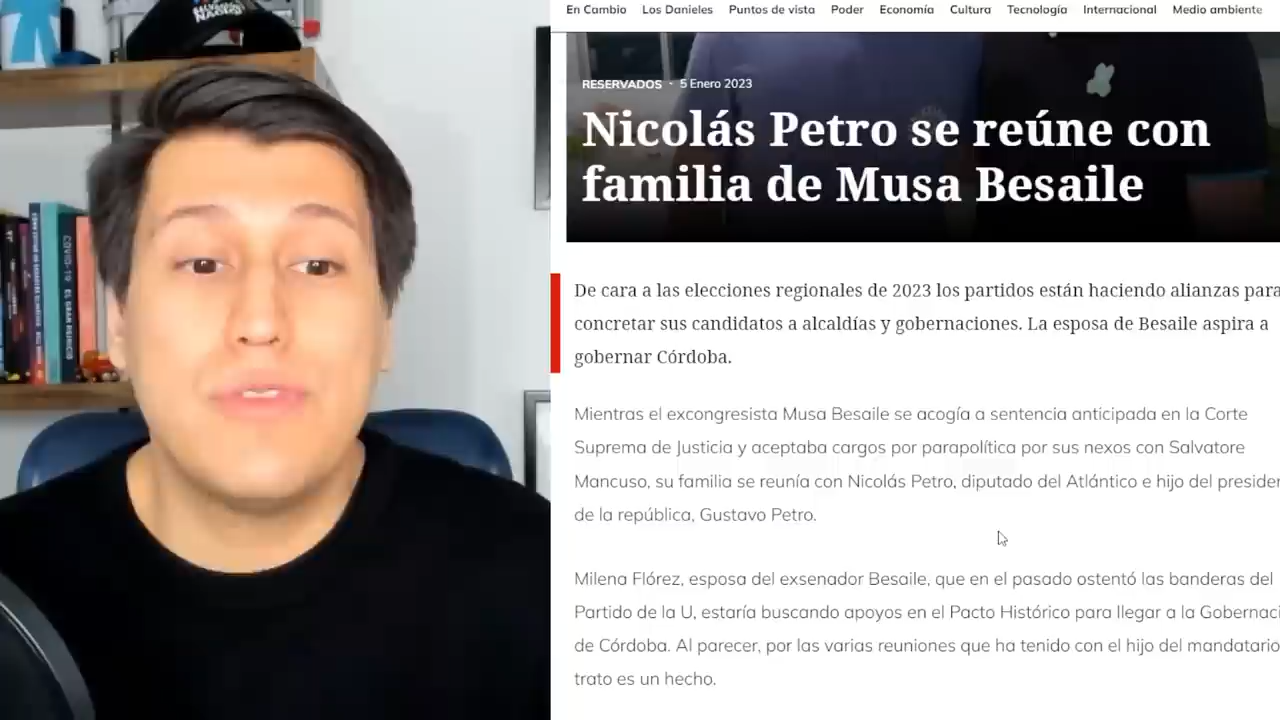 En Cambio Los Danieles Puntos de vista Poder Economía Cultura Tecnología Internacional Medio ambiente
RESERVADOS · 5 Enero 2023
Nicolás Petro se reúne con
familia de Musa Besaile
De cara a las elecciones regionales de 2023 los partidos están haciendo alianzas para
concretar sus candidatos a alcaldías y gobernaciones. La esposa de Besaile aspira a
gobernar Córdoba.
Mientras el excongresista Musa Besaile se acogía a sentencia anticipada en la Corte
Suprema de Justicia y aceptaba cargos por parapolítica por sus nexos con Salvatore
Mancuso, su familia se reunía con Nicolás Petro, diputado del Atlántico e hijo del presiden
de la república, Gustavo Petro.
Milena Flórez, esposa del exsenador Besaile, que en el pasado ostentó las banderas del
Partido de la U, estaría buscando apoyos en el Pacto Histórico para llegar a la Gobernaci
de Córdoba. Al parecer, por las varias reuniones que ha tenido con el hijo del mandatario
trato es un hecho.
COVID-19